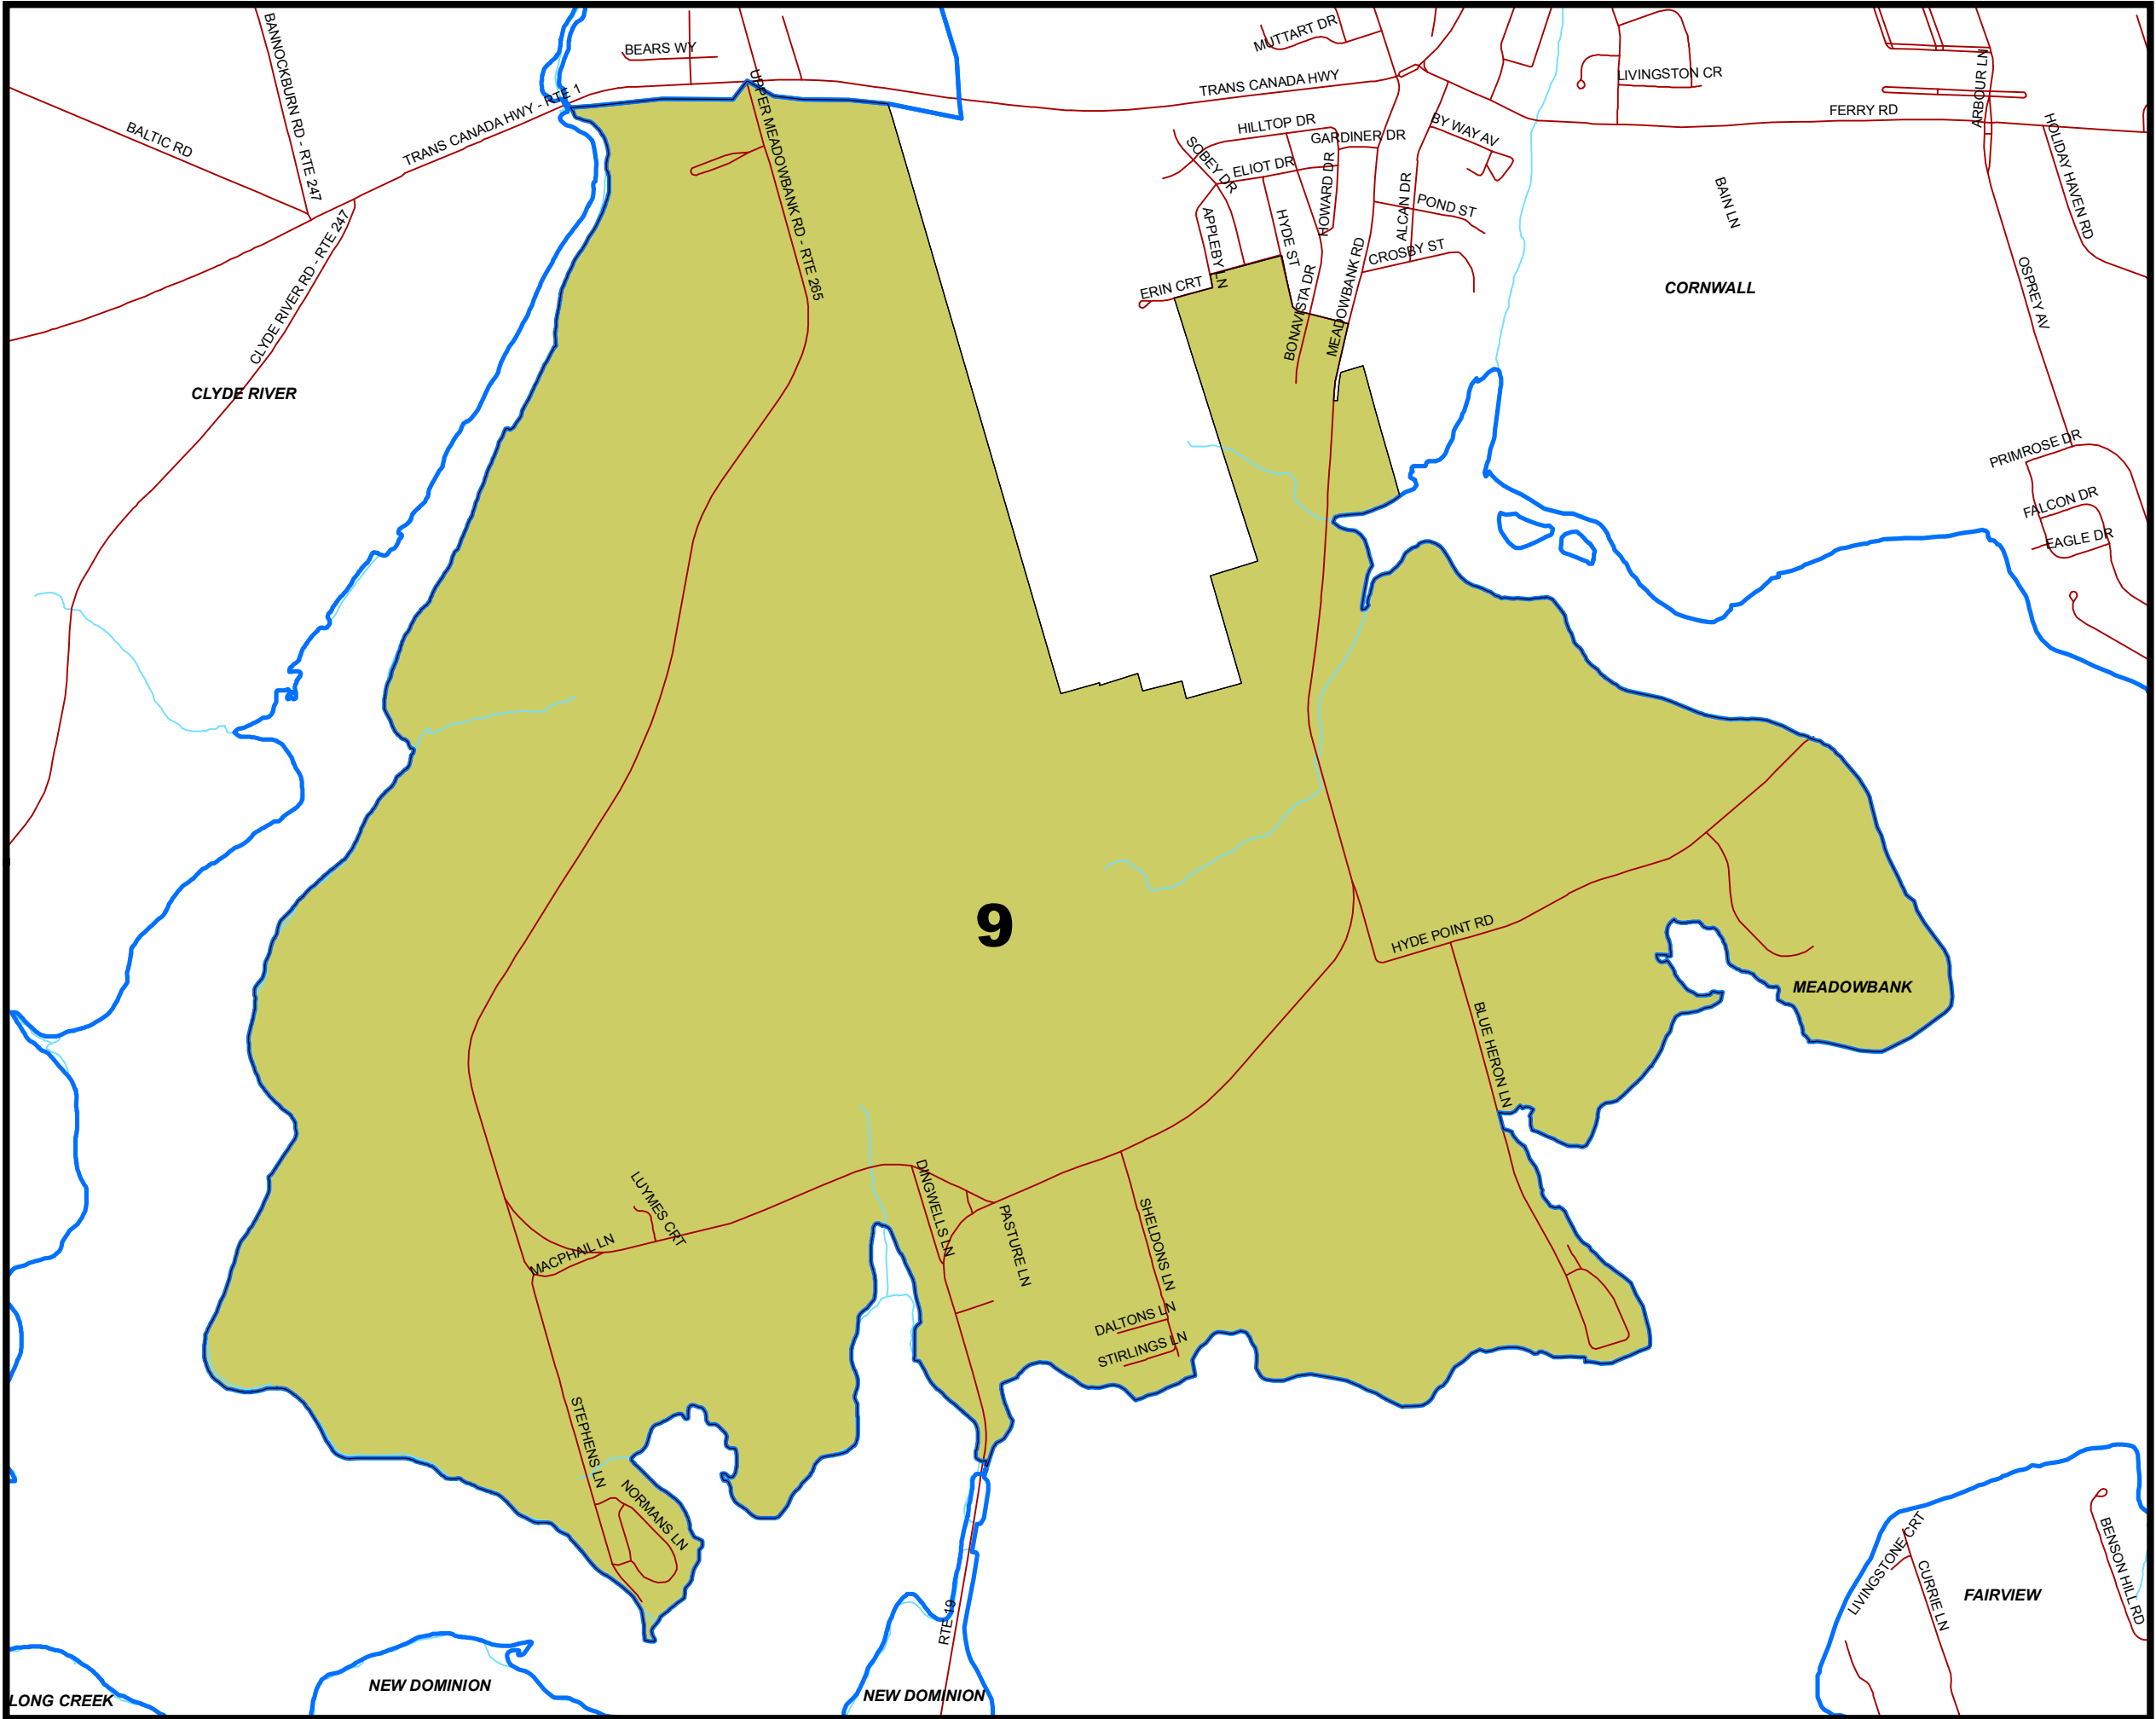 MUTTART DR
BANNOCKBURN RD - RTE 247
BEARS WY
UPPER MEADOWBANK RD - RTE 265
TRANS CANADA HWY
LIVINGSTON CR
ARBOUR LN
FERRY RD
TRANS CANADA HWY - RTE 1
BALTIC RD
HILLTOP DR
GARDINER DR
BY WAY AV
HOLIDAY HAVEN RD
SOBEY DR
ELIOT DR
HOWARD DR
ALCAN DR
POND ST
BAIN LN
APPLEBY LN
HYDE ST
CROSBY ST
CLYDE RIVER RD - RTE 247
ERIN CRT
BONAVISTA DR
MEADOWBANK RD
CORNWALL
OSPREY AV
CLYDE RIVER
PRIMROSE DR
FALCON DR
EAGLE DR
9
HYDE POINT RD
MEADOWBANK
BLUE HERON LN
LUYMES CRT
DINGWELLS LN
PASTURE LN
SHELDONS LN
MACPHAIL LN
DALTONS LN
STIRLINGS LN
STEPHENS LN
NORMANS LN
LIVINGSTONE CRT
CURRIE LN
BENSON HILL RD
FAIRVIEW
RTE 19
NEW DOMINION
NEW DOMINION
LONG CREEK